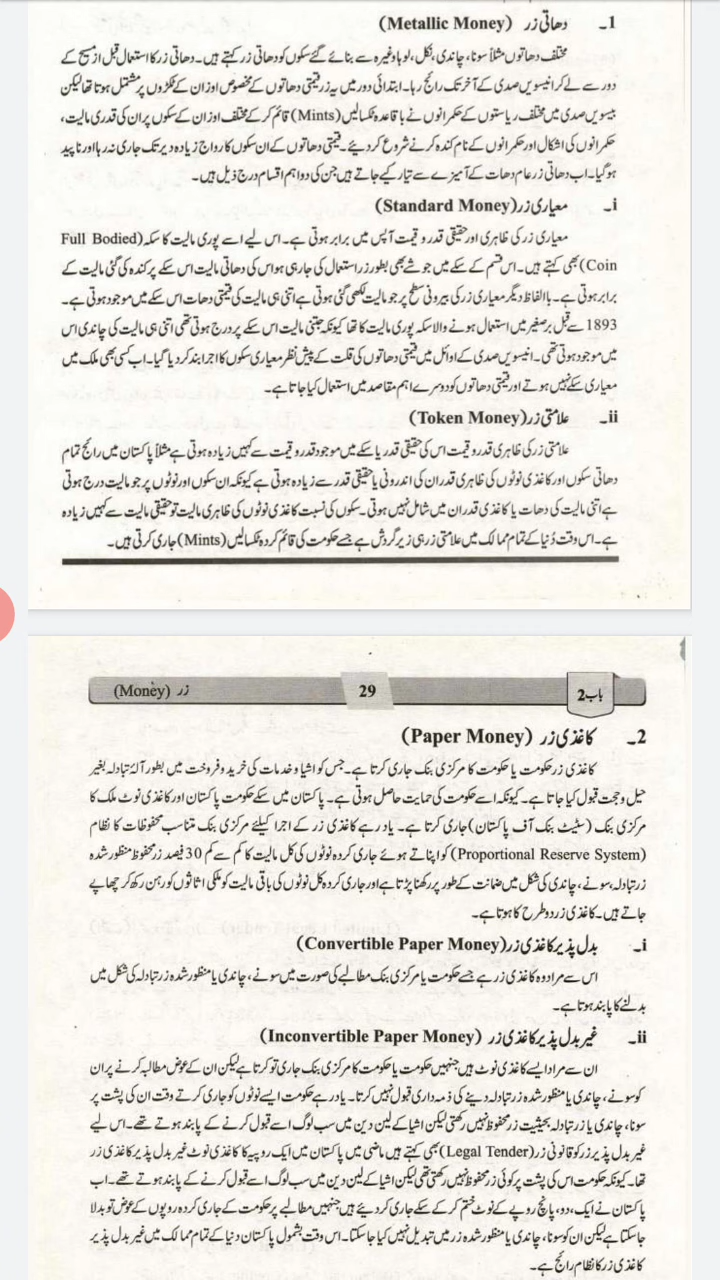 1۔ دھاتی زر (Metallic Money)
مختلف دھاتوں مثلاً سونا، چاندی، نکل، لوہا وغیرہ سے بنائے گئے سکوں کو دھاتی زر کہتے ہیں۔ دھاتی زر کا استعمال قبل از مسیح کے
دور سے لے کر انیسویں صدی کے آخر تک رائج رہا۔ ابتدائی دور میں یہ زر قیمتی دھاتوں کے مخصوص اوزان کے ٹکڑوں پر مشتمل ہوتا تھا لیکن
بیسویں صدی میں مختلف ریاستوں کے حکمرانوں نے باقاعدہ ٹکسالیں (Mints) قائم کر کے مختلف اوزان کے سکوں پر ان کی قدری مالیت،
حکمرانوں کی اشکال اور حکمرانوں کے نام کندہ کرنے شروع کر دیئے۔ قیمتی دھاتوں کے ان سکوں کا رواج زیادہ دیر تک جاری نہ رہا اور ناپید
ہو گیا۔ اب دھاتی زر عام دھات کے آمیزے سے تیار کیے جاتے ہیں جن کی دو اہم اقسام درج ذیل ہیں۔
i۔ معیاری زر (Standard Money)
معیاری زر کی ظاہری اور حقیقی قدر و قیمت آپس میں برابر ہوتی ہے۔ اس لیے اسے پوری مالیت کا سکہ (Full Bodied
Coin) بھی کہتے ہیں۔ اس قسم کے سکے میں جو شے بھی بطور زر استعمال کی جا رہی ہو اس کی دھاتی مالیت اس سکے پر کندہ کی گئی مالیت کے
برابر ہوتی ہے۔ باالفاظ دیگر معیاری زر کی بیرونی سطح پر جو مالیت لکھی گئی ہوتی ہے اتنی ہی مالیت کی قیمتی دھات اس سکے میں موجود ہوتی ہے۔
1893 سے قبل برصغیر میں استعمال ہونے والا سکہ پوری مالیت کا تھا کیونکہ جتنی مالیت اس سکے پر درج ہوتی تھی اتنی ہی مالیت کی چاندی اس
میں موجود ہوتی تھی۔ انیسویں صدی کے اوائل میں قیمتی دھاتوں کی قلت کے پیش نظر معیاری سکوں کا اجرا بند کر دیا گیا۔ اب کسی بھی ملک میں
معیاری سکے نہیں ہوتے اور قیمتی دھاتوں کو دوسرے اہم مقاصد میں استعمال کیا جاتا ہے۔
ii۔ علامتی زر (Token Money)
علامتی زر کی ظاہری قدر و قیمت اس کی حقیقی قدر یا سکے میں موجود قدر و قیمت سے کہیں زیادہ ہوتی ہے مثلاً پاکستان میں رائج تمام
دھاتی سکوں اور کاغذی نوٹوں کی ظاہری قدر ان کی اندرونی یا حقیقی قدر سے زیادہ ہوتی ہے کیونکہ ان سکوں اور نوٹوں پر جو مالیت درج ہوتی
ہے اتنی مالیت کی دھات یا کاغذی قدر ان میں شامل نہیں ہوتی۔ سکوں کی نسبت کاغذی نوٹوں کی ظاہری مالیت تو حقیقی مالیت سے کہیں زیادہ
ہے۔ اس وقت دُنیا کے تمام ممالک میں علامتی زر ہی زیر گردش ہے جسے حکومت کی قائم کردہ ٹکسالیں (Mints) جاری کرتی ہیں۔
باب 2
29
زر (Money)
2۔ کاغذی زر (Paper Money)
کاغذی زر حکومت یا حکومت کا مرکزی بنک جاری کرتا ہے۔ جس کو اشیا و خدمات کی خرید و فروخت میں بطور آلۂ تبادلہ بغیر
حیل و حجت قبول کیا جاتا ہے۔ کیونکہ اسے حکومت کی حمایت حاصل ہوتی ہے۔ پاکستان میں سکے حکومت پاکستان اور کاغذی نوٹ ملک کا
مرکزی بنک (سٹیٹ بنک آف پاکستان) جاری کرتا ہے۔ یاد رہے کاغذی زر کے اجرا کیلئے مرکزی بنک متناسب محفوظات کا نظام
(Proportional Reserve System) کو اپناتے ہوئے جاری کردہ نوٹوں کی کل مالیت کا کم سے کم 30 فیصد زر محفوظ منظور شدہ
زرِ تبادلہ، سونے، چاندی کی شکل میں ضمانت کے طور پر رکھنا پڑتا ہے اور جاری کردہ کل نوٹوں کی باقی مالیت کو ملکی اثاثوں کو رہن رکھ کر چھاپے
جاتے ہیں۔ کاغذی زر دو طرح کا ہوتا ہے۔
i۔ بدل پذیر کاغذی زر (Convertible Paper Money)
اس سے مراد وہ کاغذی زر ہے جسے حکومت یا مرکزی بنک مطالبے کی صورت میں سونے، چاندی یا منظور شدہ زر تبادلہ کی شکل میں
بدلنے کا پابند ہوتا ہے۔
ii۔ غیر بدل پذیر کاغذی زر (Inconvertible Paper Money)
ان سے مراد ایسے کاغذی نوٹ ہیں جنہیں حکومت یا حکومت کا مرکزی بنک جاری تو کرتا ہے لیکن ان کے عوض مطالبہ کرنے پر ان
کو سونے، چاندی یا منظور شدہ زر تبادلہ دینے کی ذمہ داری قبول نہیں کرتا۔ یاد رہے حکومت ایسے نوٹوں کو جاری کرتے وقت ان کی پشت پر
سونا، چاندی یا زر تبادلہ بحیثیت زر محفوظ نہیں رکھتی لیکن اشیا کے لین دین میں سب لوگ اسے قبول کرنے کے پابند ہوتے تھے۔ اس لیے
غیر بدل پذیر زر کو قانونی زر (Legal Tender) بھی کہتے ہیں ماضی میں پاکستان میں ایک روپیہ کا کاغذی نوٹ غیر بدل پذیر کاغذی زر
تھا۔ کیونکہ حکومت اس کی پشت پر کوئی زر محفوظ نہیں رکھتی تھی لیکن اشیا کے لین دین میں سب لوگ اسے قبول کرنے کے پابند ہوتے تھے۔ اب
پاکستان نے ایک، دو، پانچ روپے کے نوٹ ختم کر کے سکے جاری کر دیئے ہیں جنہیں مطالبے پر حکومت کے جاری کردہ روپوں کے عوض تو بدلا
جا سکتا ہے لیکن ان کو سونا، چاندی یا منظور شدہ زر میں تبدیل نہیں کیا جا سکتا۔ اس وقت بشمول پاکستان دنیا کے تمام ممالک میں غیر بدل پذیر
کاغذی زر کا نظام رائج ہے۔